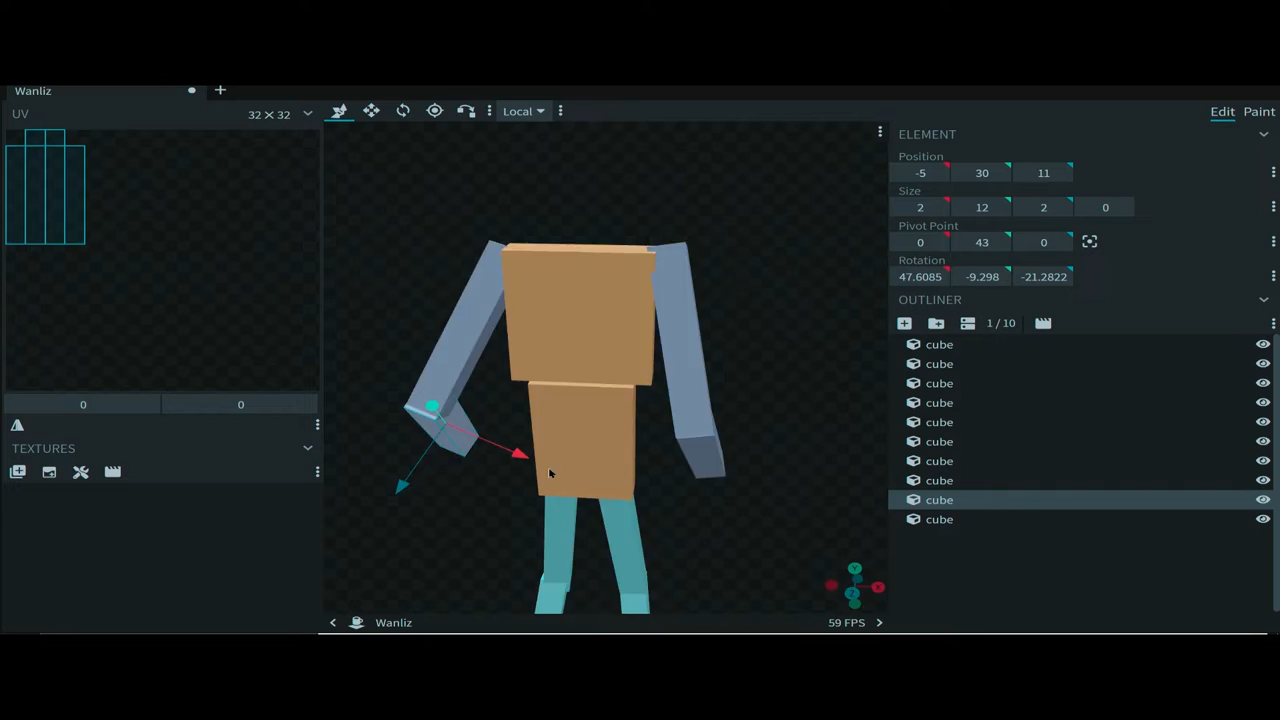 Wanliz
UV 32 × 32
Local
Edit Paint
ELEMENT
Position
-5 30 11
Size
2 12 2 0
Pivot Point
0 43 0
Rotation
47.6085 -9.298 -21.2822
OUTLINER
1 / 10
cube
cube
cube
cube
cube
cube
cube
cube
cube
cube
0 0
TEXTURES
Y
X
Z
Wanliz 59 FPS